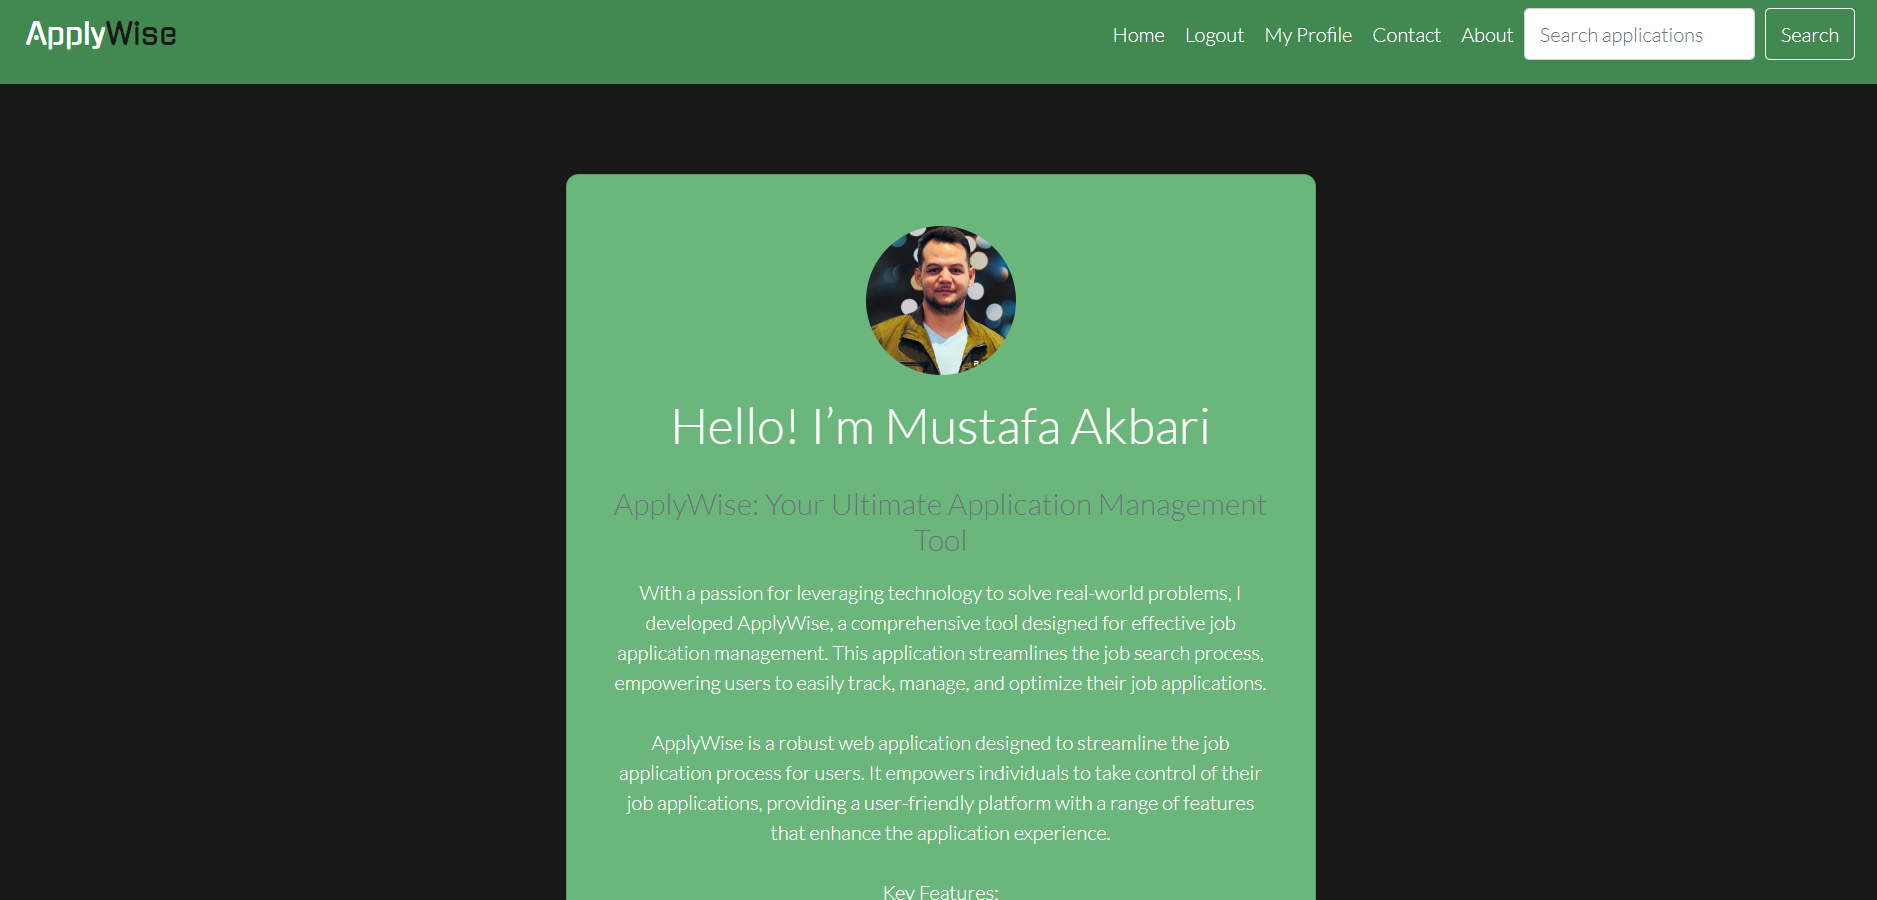 ApplyWise
Home Logout My Profile Contact About Search applications Search
Hello! I’m Mustafa Akbari
ApplyWise: Your Ultimate Application Management
Tool
With a passion for leveraging technology to solve real-world problems, I
developed ApplyWise, a comprehensive tool designed for effective job
application management. This application streamlines the job search process,
empowering users to easily track, manage, and optimize their job applications.
ApplyWise is a robust web application designed to streamline the job
application process for users. It empowers individuals to take control of their
job applications, providing a user-friendly platform with a range of features
that enhance the application experience.
Key Features: